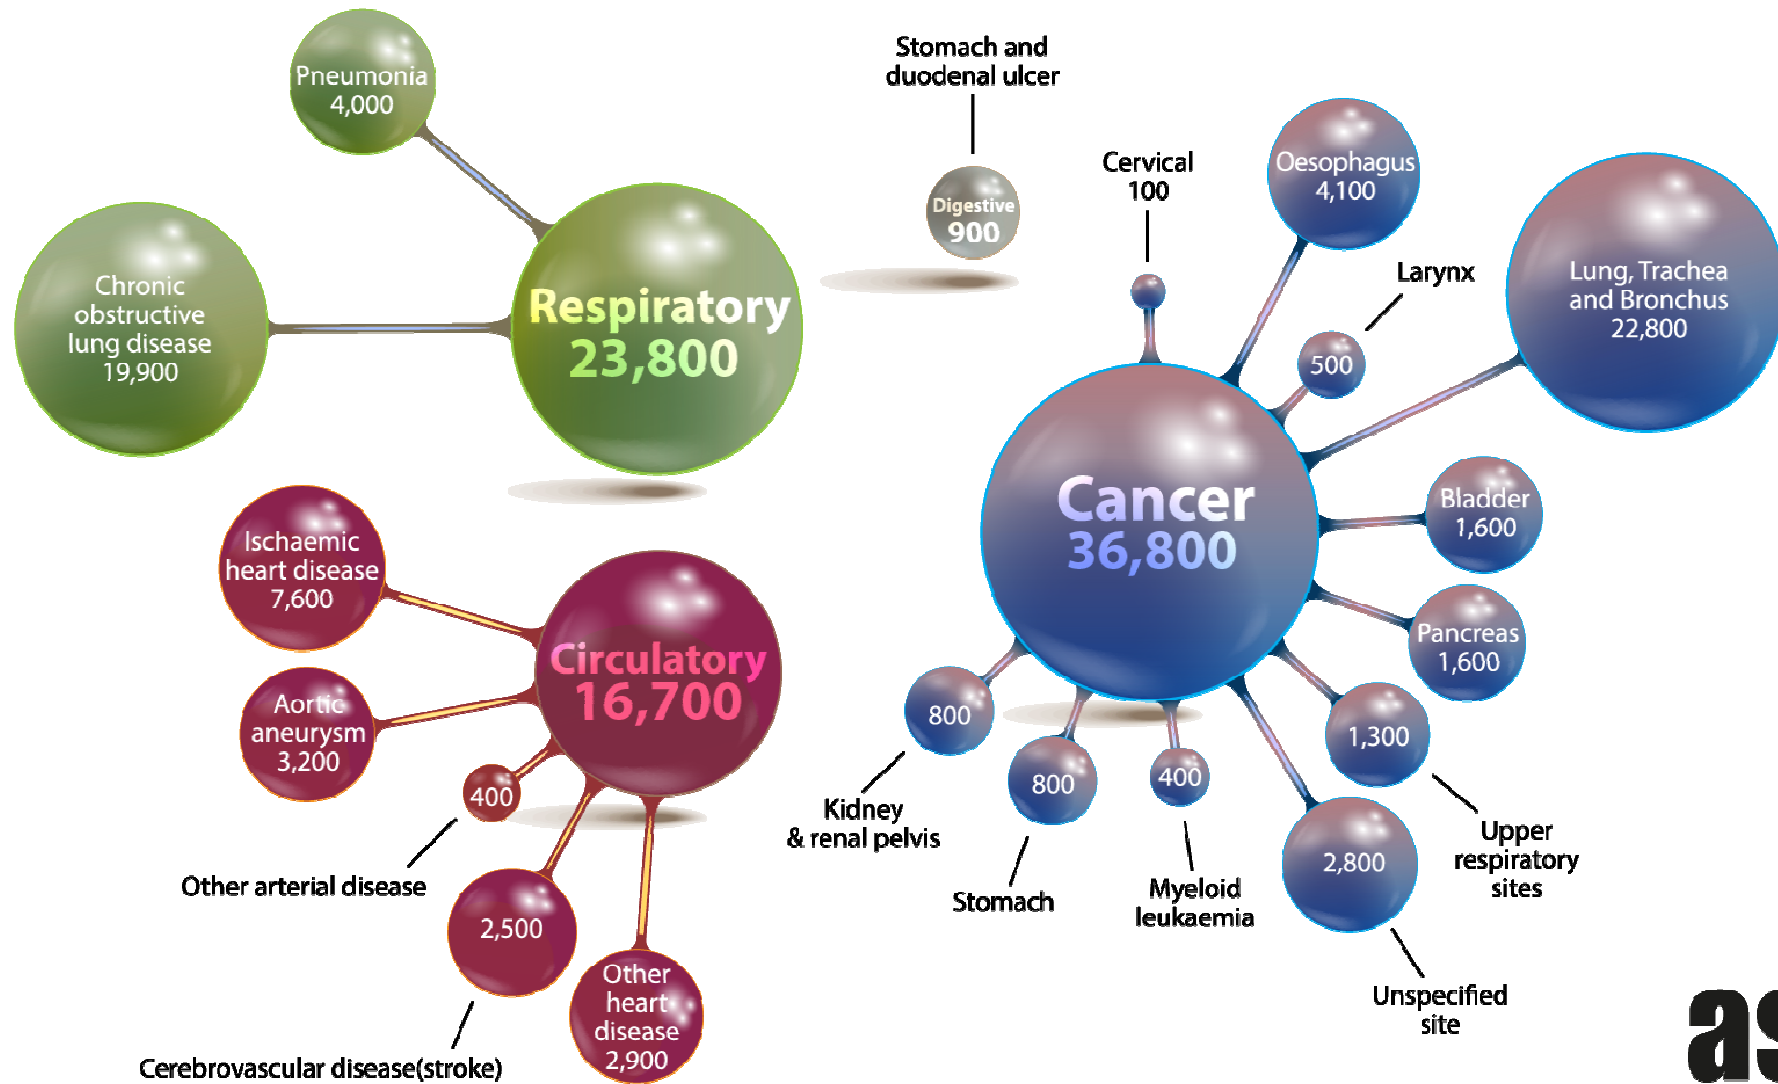 Pneumonia
4,000
Chronic
obstructive
lung disease
19,900
Respiratory
23,800
Stomach and
duodenal ulcer
Digestive
900
Cervical
100
Oesophagus
4,100
Larynx
500
Lung, Trachea
and Bronchus
22,800
Cancer
36,800
Bladder
1,600
Pancreas
1,600
1,300
Upper
respiratory
sites
2,800
Unspecified
site
400
Myeloid
leukaemia
800
Stomach
800
Kidney
& renal pelvis
Ischaemic
heart disease
7,600
Circulatory
16,700
Aortic
aneurysm
3,200
400
Other arterial disease
2,500
Cerebrovascular disease(stroke)
Other
heart
disease
2,900
as